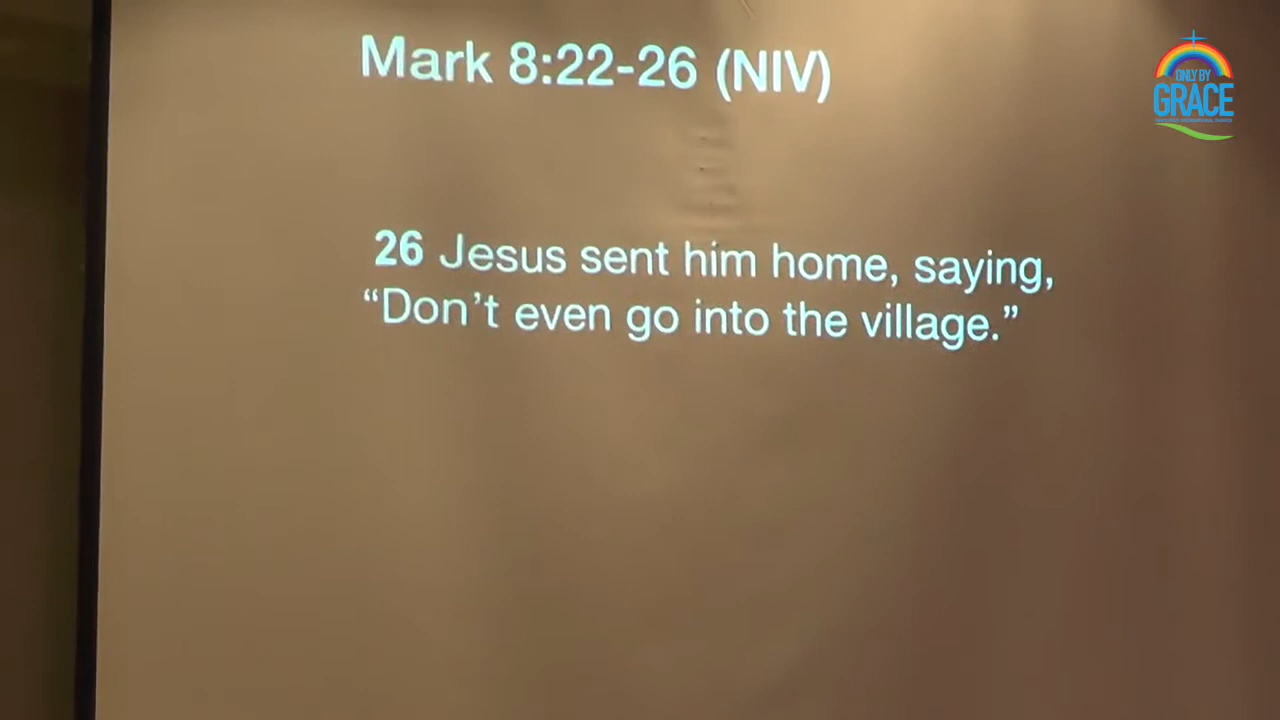 Mark 8:22-26 (NIV)
ONLY BY
GRACE
26 Jesus sent him home, saying,
“Don’t even go into the village.”